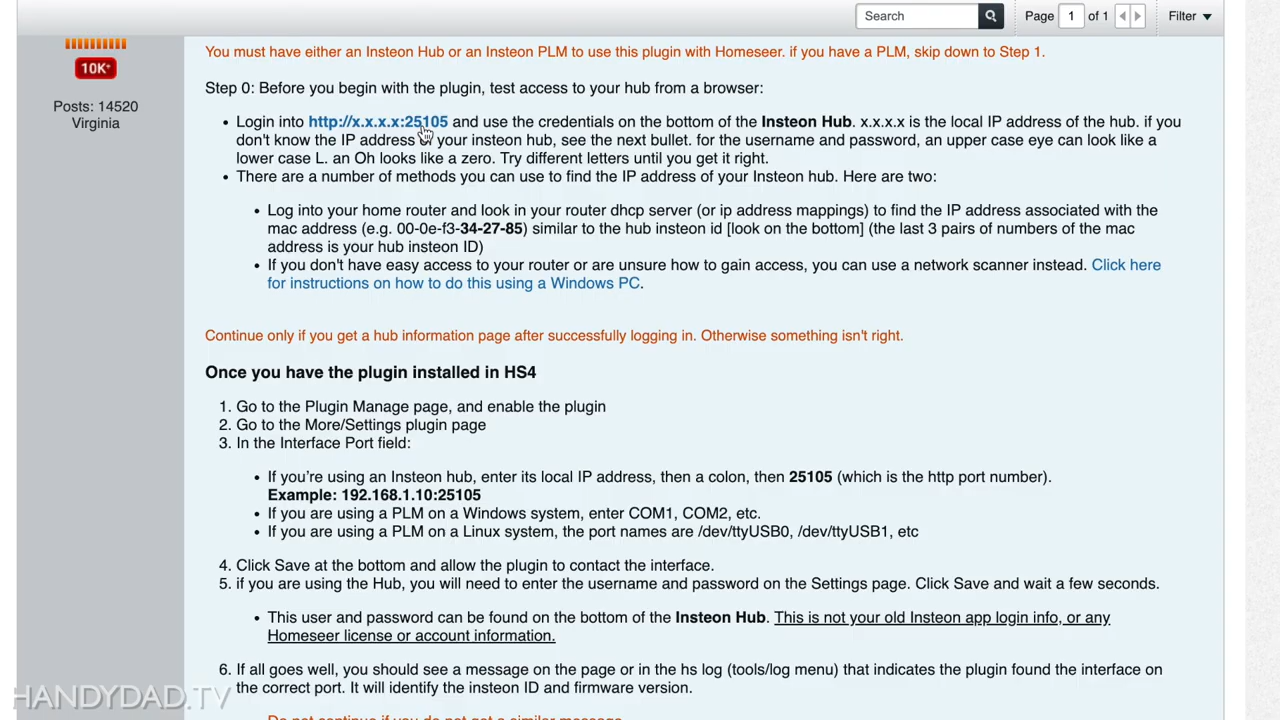 Search
Page 1 of 1
Filter
10K+
Posts: 14520
Virginia
You must have either an Insteon Hub or an Insteon PLM to use this plugin with Homeseer. if you have a PLM, skip down to Step 1.
Step 0: Before you begin with the plugin, test access to your hub from a browser:
• Login into http://x.x.x.x:25105 and use the credentials on the bottom of the Insteon Hub. x.x.x.x is the local IP address of the hub. if you
don't know the IP address of your insteon hub, see the next bullet. for the username and password, an upper case eye can look like a
lower case L. an Oh looks like a zero. Try different letters until you get it right.
• There are a number of methods you can use to find the IP address of your Insteon hub. Here are two:
• Log into your home router and look in your router dhcp server (or ip address mappings) to find the IP address associated with the
mac address (e.g. 00-0e-f3-34-27-85) similar to the hub insteon id [look on the bottom] (the last 3 pairs of numbers of the mac
address is your hub insteon ID)
• If you don't have easy access to your router or are unsure how to gain access, you can use a network scanner instead. Click here
for instructions on how to do this using a Windows PC.
Continue only if you get a hub information page after successfully logging in. Otherwise something isn't right.
Once you have the plugin installed in HS4
1. Go to the Plugin Manage page, and enable the plugin
2. Go to the More/Settings plugin page
3. In the Interface Port field:
• If you're using an Insteon hub, enter its local IP address, then a colon, then 25105 (which is the http port number).
Example: 192.168.1.10:25105
• If you are using a PLM on a Windows system, enter COM1, COM2, etc.
• If you are using a PLM on a Linux system, the port names are /dev/ttyUSB0, /dev/ttyUSB1, etc
4. Click Save at the bottom and allow the plugin to contact the interface.
5. if you are using the Hub, you will need to enter the username and password on the Settings page. Click Save and wait a few seconds.
• This user and password can be found on the bottom of the Insteon Hub. This is not your old Insteon app login info, or any
Homeseer license or account information.
6. If all goes well, you should see a message on the page or in the hs log (tools/log menu) that indicates the plugin found the interface on
the correct port. It will identify the insteon ID and firmware version.
HANDYDAD.TV
Do not continue if you do not get a similar message